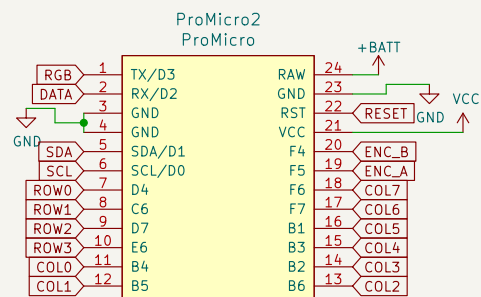 ProMicro2
ProMicro
+BATT
RGB 1 TX/D3 RAW 24
DATA 2 RX/D2 GND 23
3 GND RST 22 RESET GND VCC
GND 4 GND VCC 21
SDA 5 SDA/D1 F4 20 ENC_B
SCL 6 SCL/D0 F5 19 ENC_A
ROW0 7 D4 F6 18 COL7
ROW1 8 C6 F7 17 COL6
ROW2 9 D7 B1 16 COL5
ROW3 10 E6 B3 15 COL4
COL0 11 B4 B2 14 COL3
COL1 12 B5 B6 13 COL2